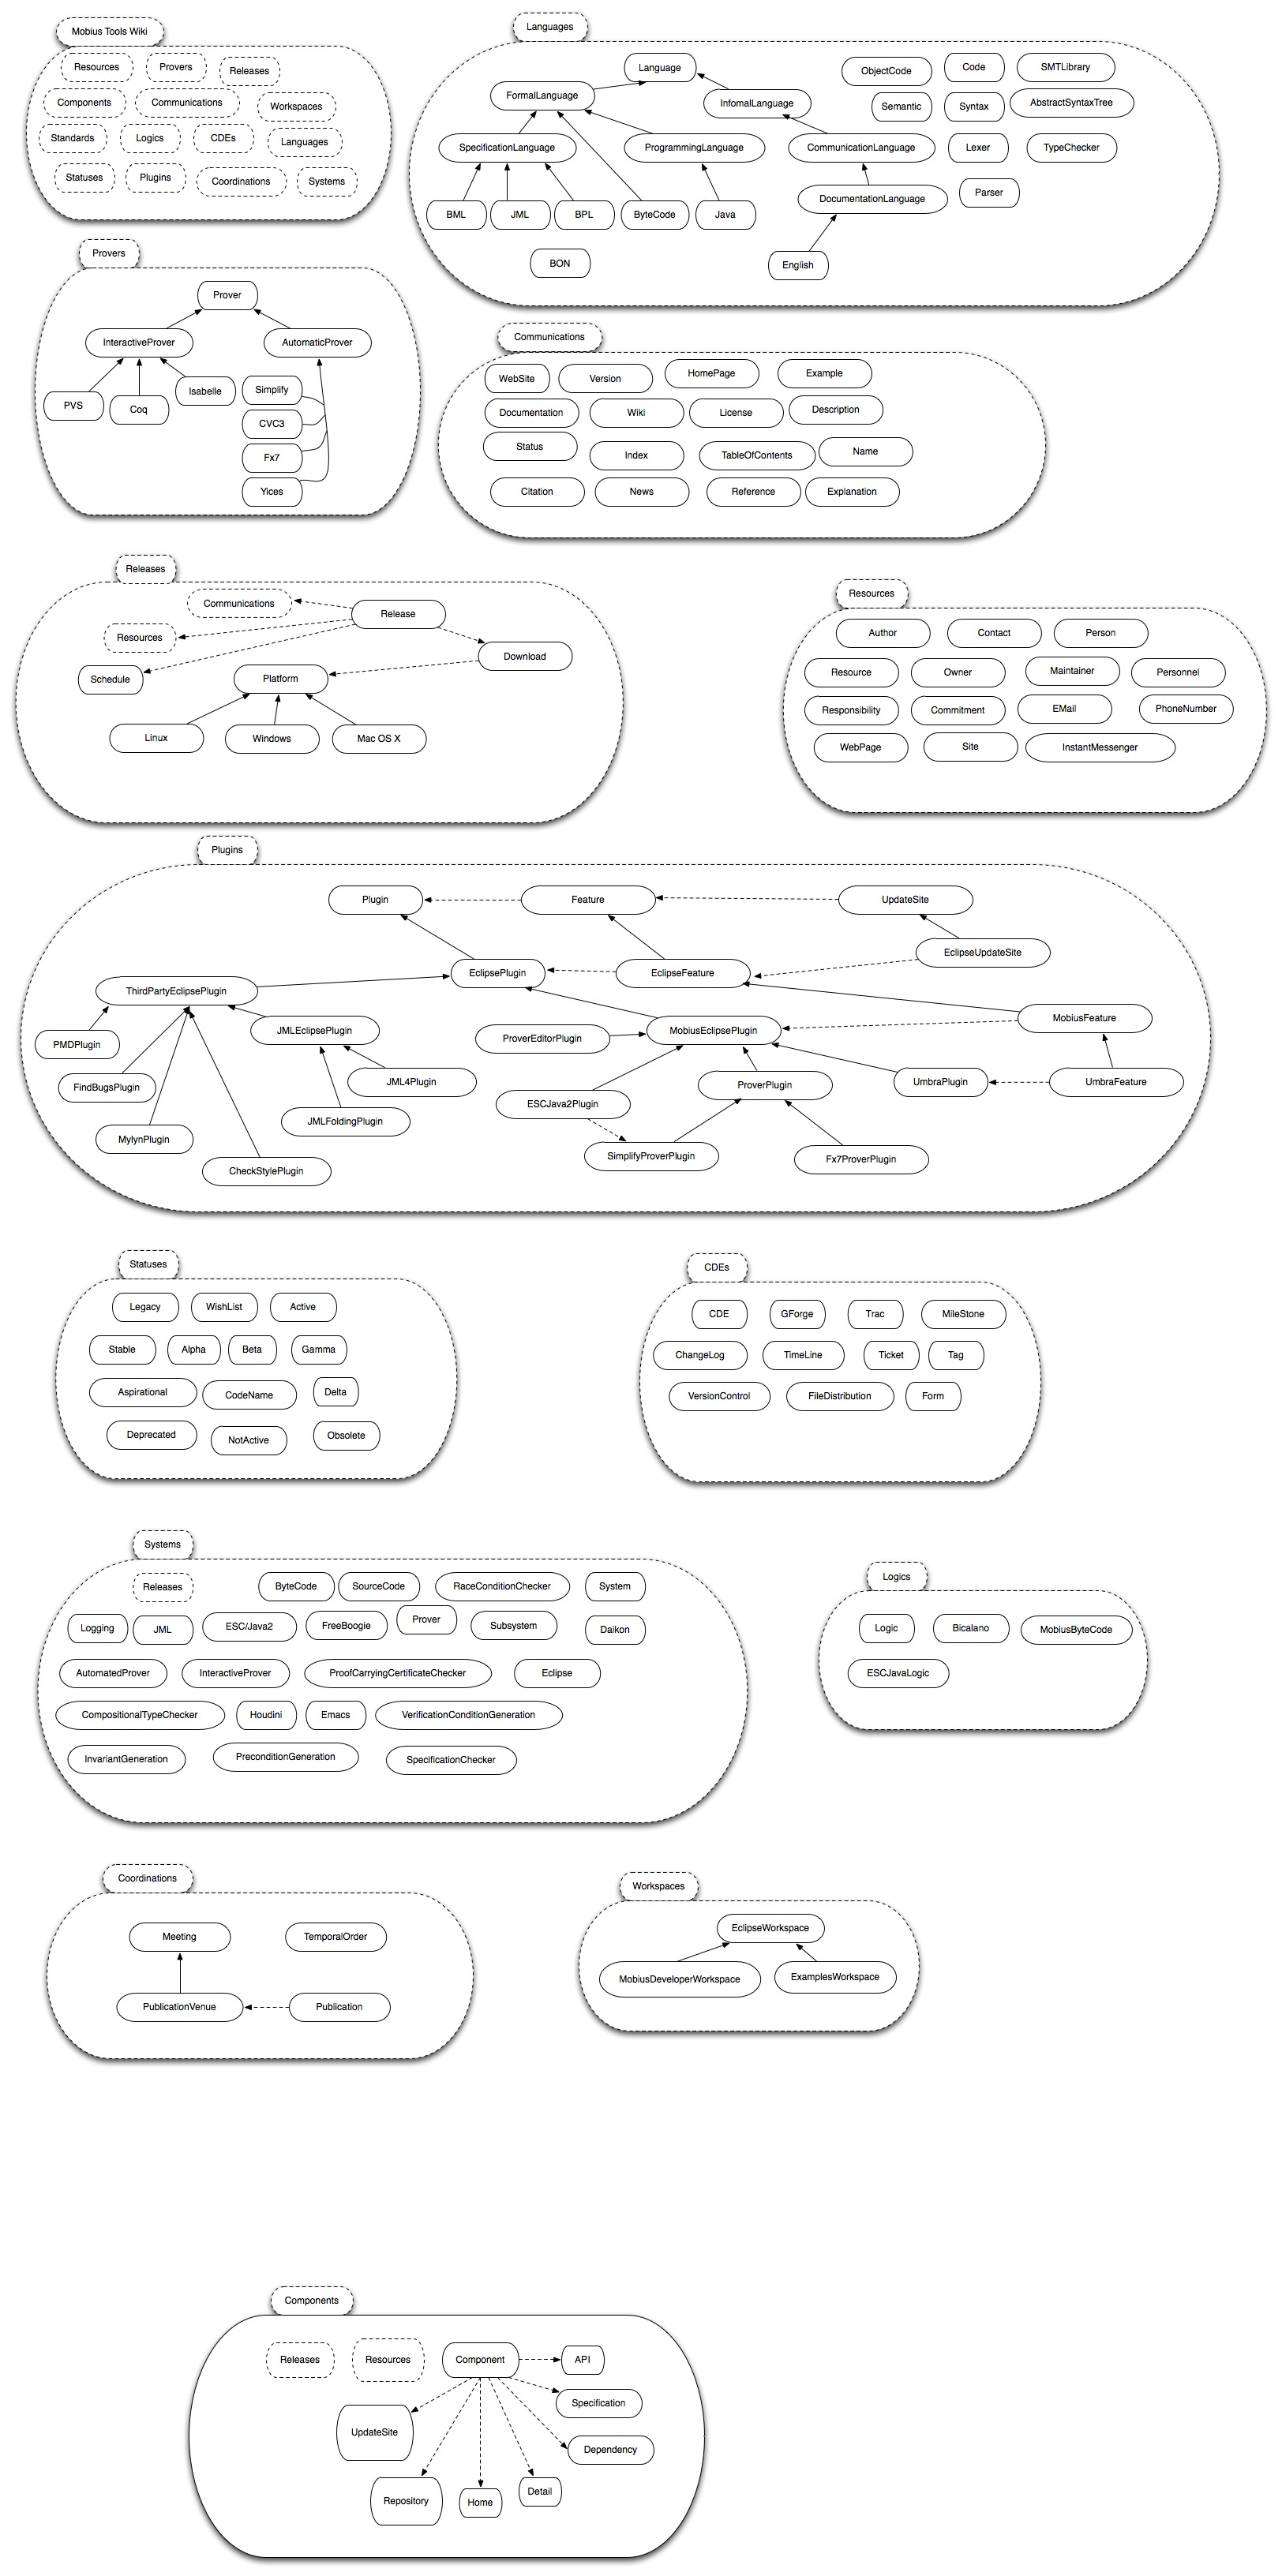 Mobius Tools Wiki
Resources
Provers
Releases
Components
Communications
Workspaces
Standards
Logics
CDEs
Languages
Statuses
Plugins
Coordinations
Systems
Languages
Language
ObjectCode
Code
SMTLibrary
FormalLanguage
InfomalLanguage
Semantic
Syntax
AbstractSyntaxTree
SpecificationLanguage
ProgrammingLanguage
CommunicationLanguage
Lexer
TypeChecker
DocumentationLanguage
Parser
BML
JML
BPL
ByteCode
Java
BON
English
Provers
Prover
InteractiveProver
AutomaticProver
PVS
Coq
Isabelle
Simplify
CVC3
Fx7
Yices
Communications
WebSite
Version
HomePage
Example
Documentation
Wiki
License
Description
Status
Index
TableOfContents
Name
Citation
News
Reference
Explanation
Releases
Communications
Release
Resources
Download
Schedule
Platform
Linux
Windows
Mac OS X
Resources
Author
Contact
Person
Resource
Owner
Maintainer
Personnel
Responsibility
Commitment
EMail
PhoneNumber
WebPage
Site
InstantMessenger
Plugins
Plugin
Feature
UpdateSite
EclipseUpdateSite
EclipsePlugin
EclipseFeature
ThirdPartyEclipsePlugin
MobiusFeature
PMDPlugin
JMLEclipsePlugin
ProverEditorPlugin
MobiusEclipsePlugin
FindBugsPlugin
JML4Plugin
ProverPlugin
UmbraPlugin
UmbraFeature
ESCJava2Plugin
JMLFoldingPlugin
MylynPlugin
SimplifyProverPlugin
Fx7ProverPlugin
CheckStylePlugin
Statuses
Legacy
WishList
Active
Stable
Alpha
Beta
Gamma
Aspirational
CodeName
Delta
Deprecated
NotActive
Obsolete
CDEs
CDE
GForge
Trac
MileStone
ChangeLog
TimeLine
Ticket
Tag
VersionControl
FileDistribution
Form
Systems
Releases
ByteCode
SourceCode
RaceConditionChecker
System
Logging
JML
ESC/Java2
FreeBoogie
Prover
Subsystem
Daikon
AutomatedProver
InteractiveProver
ProofCarryingCertificateChecker
Eclipse
CompositionalTypeChecker
Houdini
Emacs
VerificationConditionGeneration
InvariantGeneration
PreconditionGeneration
SpecificationChecker
Logics
Logic
Bicalano
MobiusByteCode
ESCJavaLogic
Coordinations
Meeting
TemporalOrder
PublicationVenue
Publication
Workspaces
EclipseWorkspace
MobiusDeveloperWorkspace
ExamplesWorkspace
Components
Releases
Resources
Component
API
Specification
UpdateSite
Dependency
Repository
Home
Detail